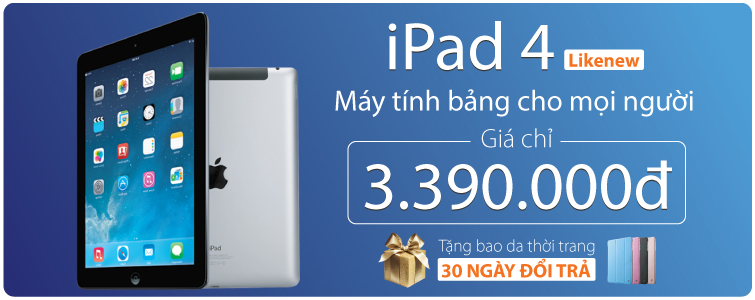 iPad 4 Likenew
Máy tính bảng cho mọi người
Giá chỉ
3.390.000đ
Tặng bao da thời trang
30 NGÀY ĐỔI TRẢ
iPad